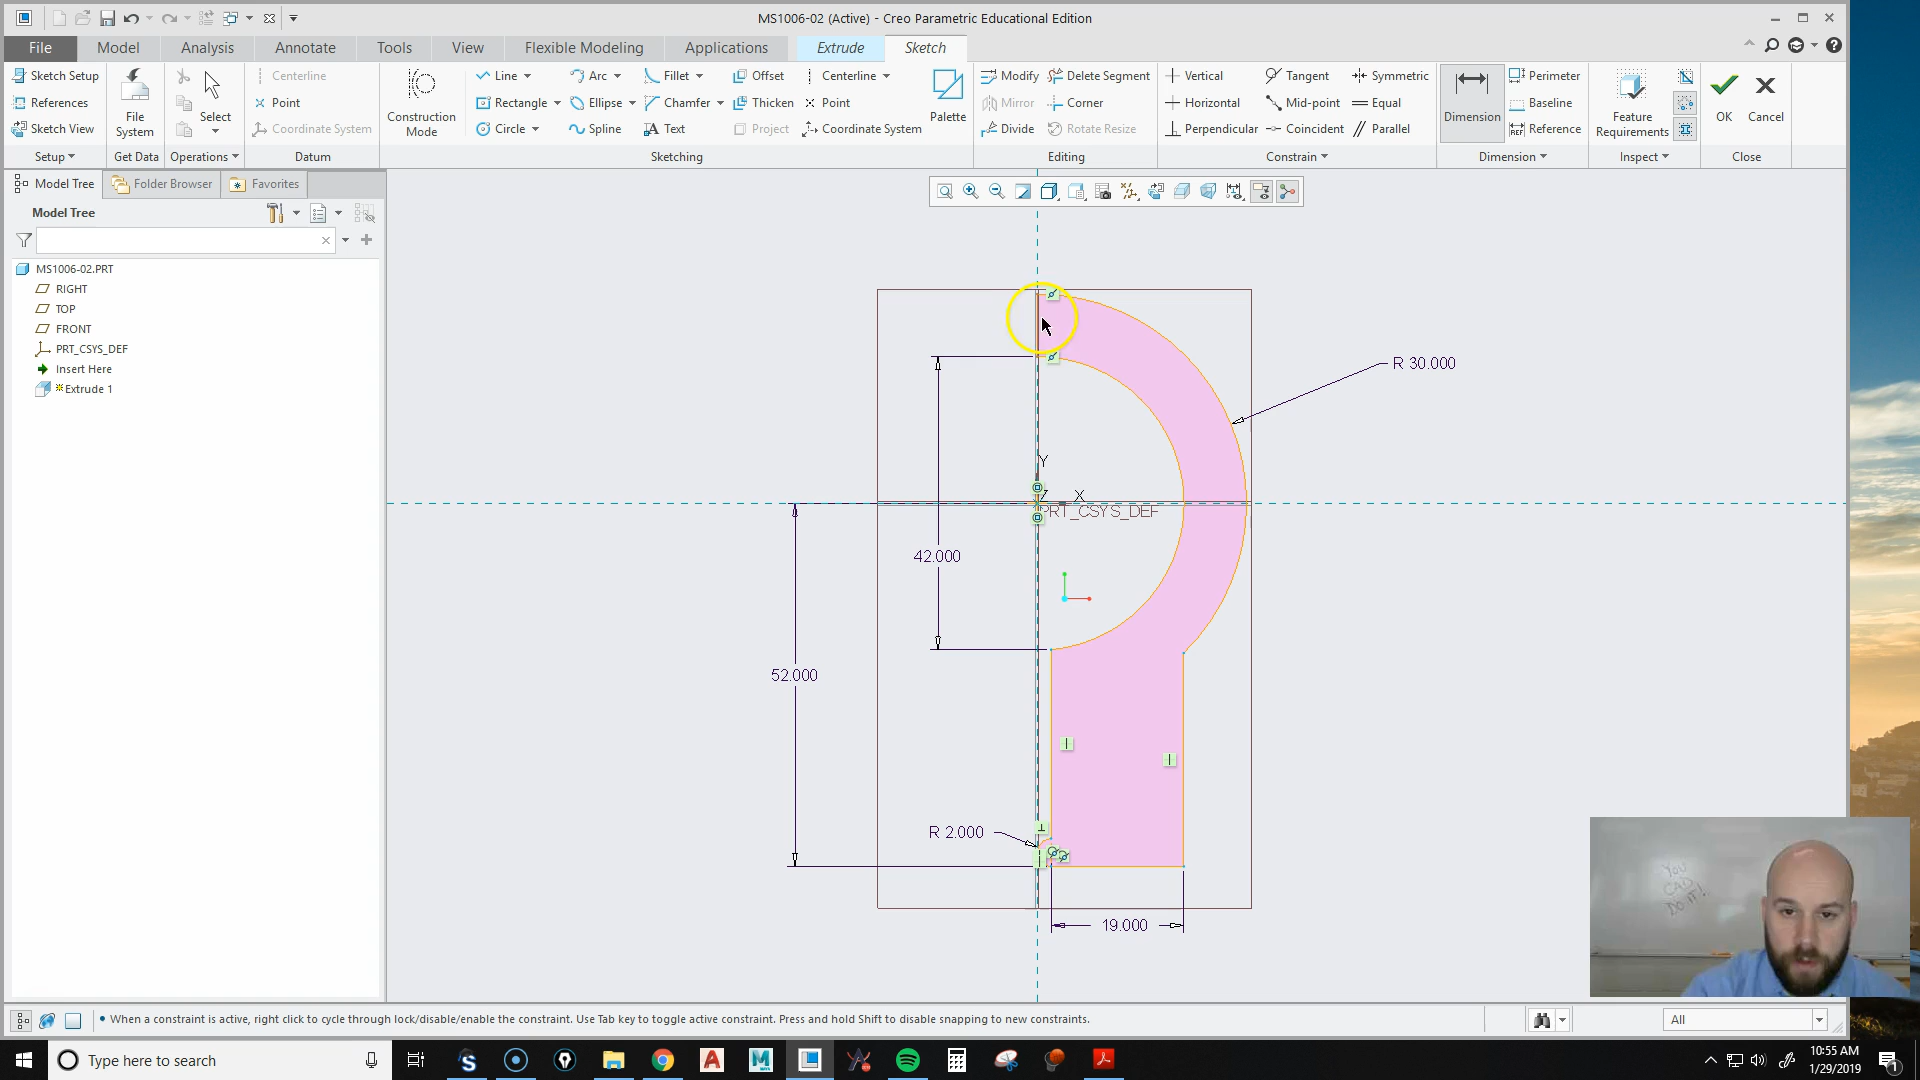 MS1006-02 (Active) - Creo Parametric Educational Edition
File Model Analysis Annotate Tools View Flexible Modeling Applications Extrude Sketch
Sketch Setup
References
Sketch View
Setup
File System
Get Data
Select
Operations
Centerline
Point
Coordinate System
Datum
Construction Mode
Line Arc Fillet Offset Centerline
Rectangle Ellipse Chamfer Thicken Point
Circle Spline Text Project Coordinate System
Palette
Sketching
Modify Delete Segment
Mirror Corner
Divide Rotate Resize
Editing
Vertical Tangent Symmetric
Horizontal Mid-point Equal
Perpendicular Coincident Parallel
Constrain
Dimension
Perimeter
Baseline
Reference
Dimension
Feature Requirements
Inspect
OK Cancel
Close
Model Tree Folder Browser Favorites
Model Tree
MS1006-02.PRT
RIGHT
TOP
FRONT
PRT_CSYS_DEF
Insert Here
Extrude 1
R 30.000
Y
Z X
PRT_CSYS_DEF
42.000
52.000
R 2.000
19.000
YOU
CAN
DO IT!
When a constraint is active, right click to cycle through lock/disable/enable the constraint. Use Tab key to toggle active constraint. Press and hold Shift to disable snapping to new constraints.
All
Type here to search
10:55 AM
1/29/2019
1